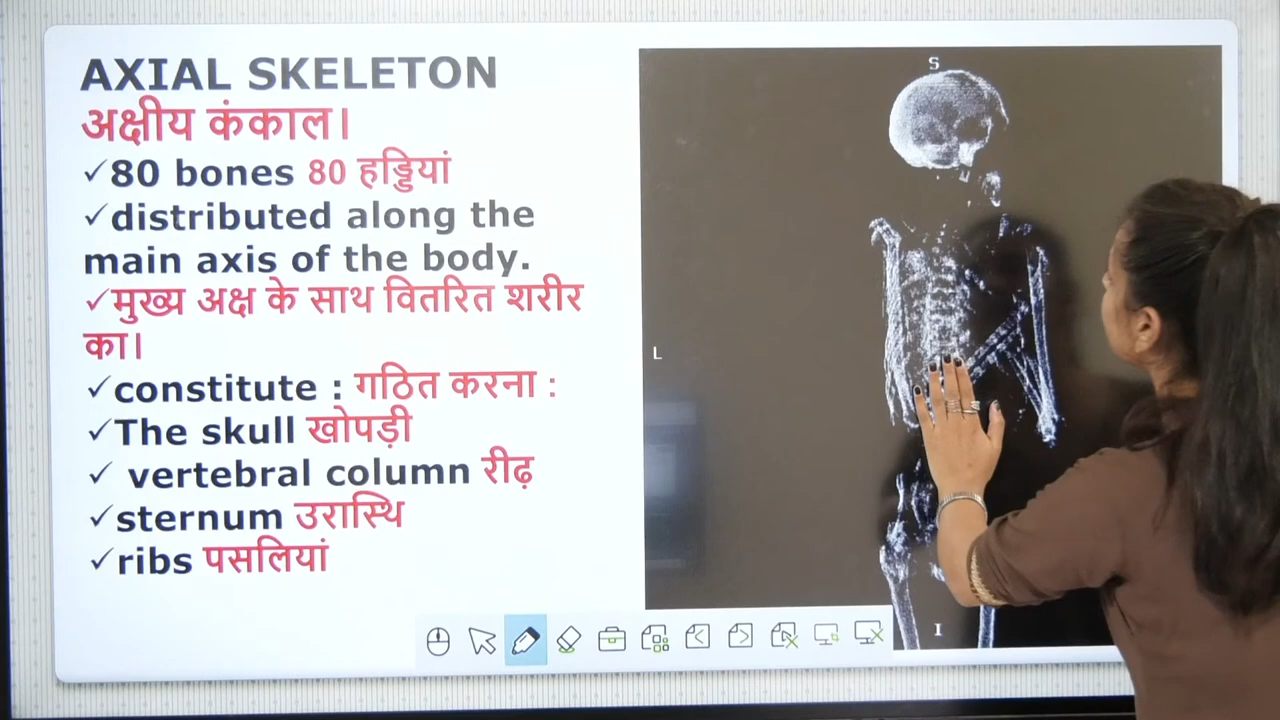 AXIAL SKELETON
अक्षीय कंकाल।
✓80 bones 80 हड्डियां
✓distributed along the
main axis of the body.
✓मुख्य अक्ष के साथ वितरित शरीर
का।
✓constitute : गठित करना :
✓The skull खोपड़ी
✓ vertebral column रीढ़
✓sternum उरास्थि
✓ribs पसलियां
S
L
I